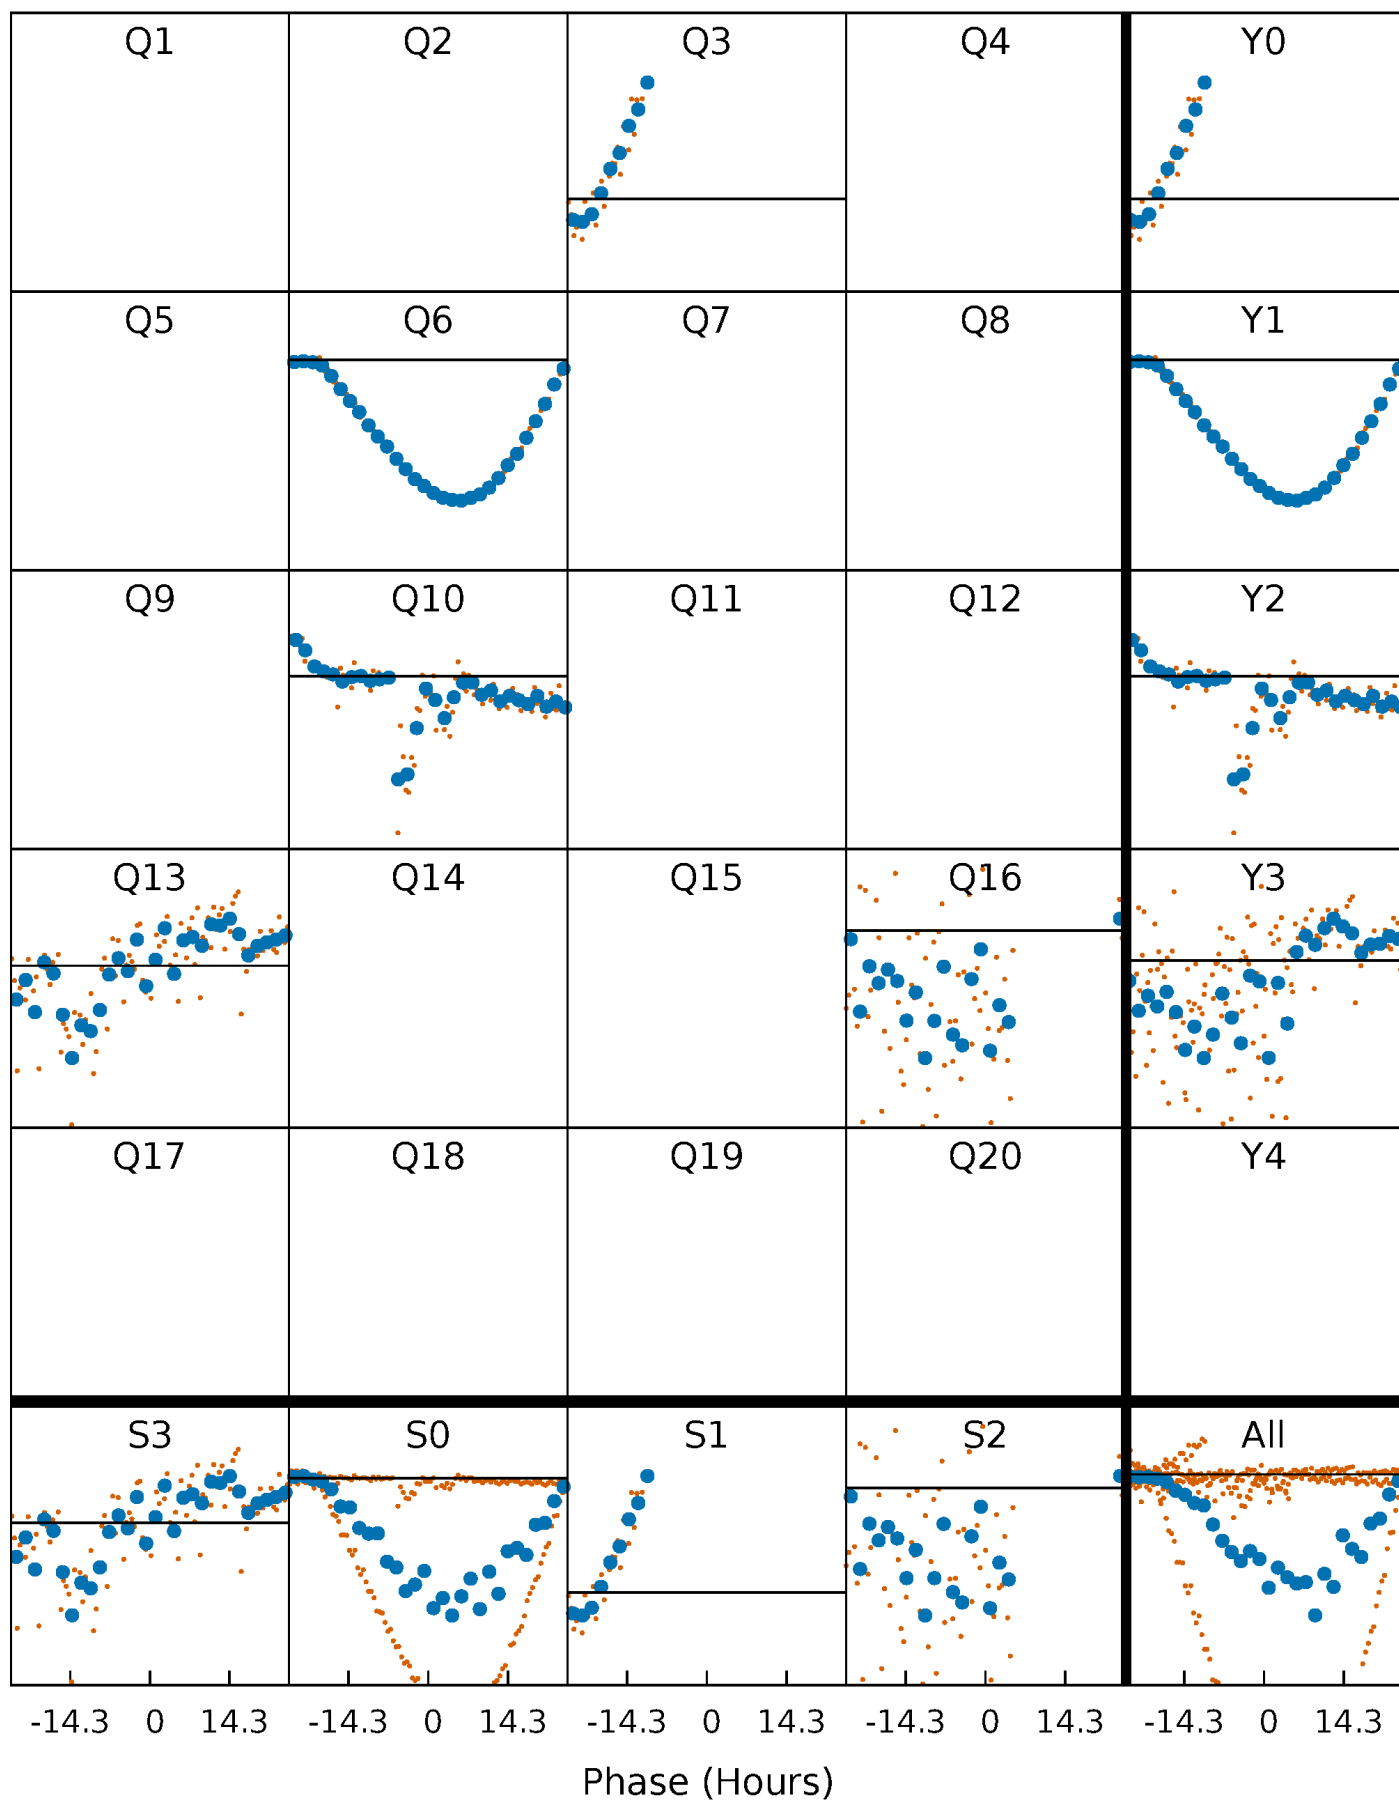 Q1 Q2 Q3 Q4 Y0
Q5 Q6 Q7 Q8 Y1
Q9 Q10 Q11 Q12 Y2
Q13 Q14 Q15 Q16 Y3
Q17 Q18 Q19 Q20 Y4
S3 S0 S1 S2 All
-14.3 0 14.3 -14.3 0 14.3 -14.3 0 14.3 -14.3 0 14.3 -14.3 0 14.3
Phase (Hours)